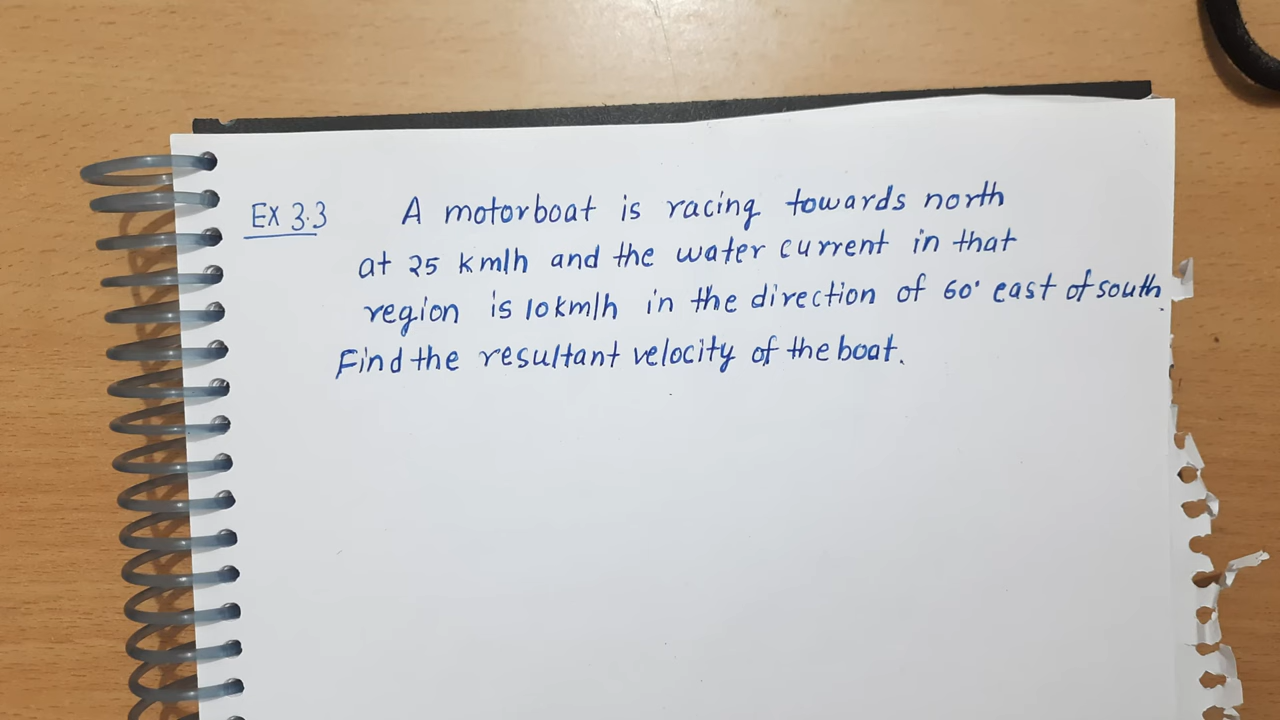 Ex 3.3 A motorboat is racing towards north
at 25 km/h and the water current in that
region is 10km/h in the direction of 60° east of south
Find the resultant velocity of the boat.